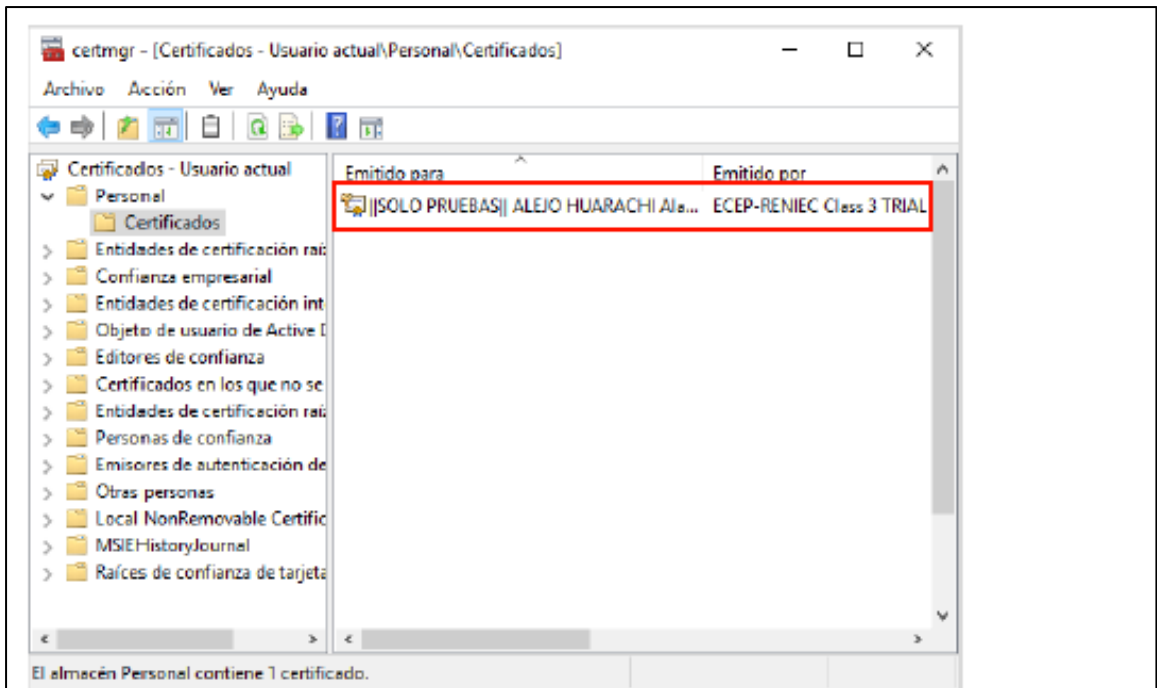 certmgr - [Certificados - Usuario actual\Personal\Certificados]
Archivo Acción Ver Ayuda
Certificados - Usuario actual
Personal
Certificados
Entidades de certificación raíz
Confianza empresarial
Entidades de certificación int
Objeto de usuario de Active D
Editores de confianza
Certificados en los que no se
Entidades de certificación raíz
Personas de confianza
Emisores de autenticación de
Otras personas
Local NonRemovable Certific
MSIEHistoryJournal
Raíces de confianza de tarjeta
Emitido para Emitido por
||SOLO PRUEBAS|| ALEJO HUARACHI Ala... ECEP-RENIEC Class 3 TRIAL
El almacén Personal contiene 1 certificado.